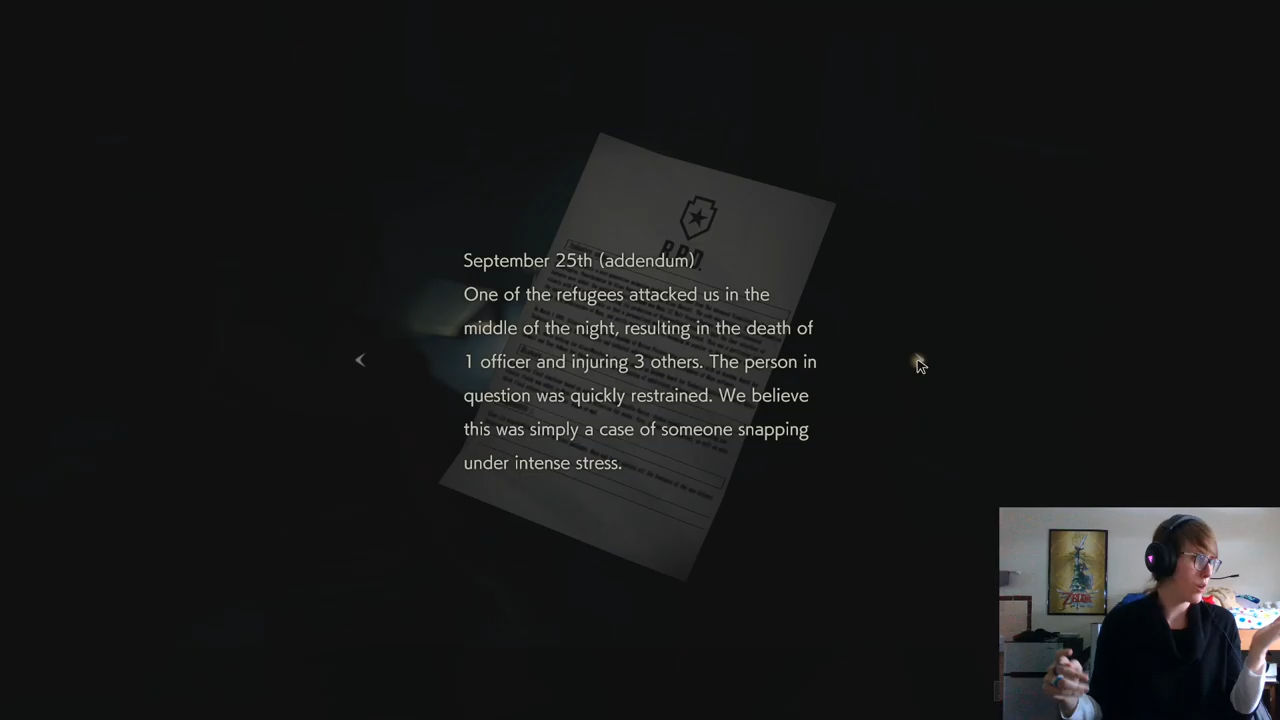 R.P.D.
September 25th (addendum)
One of the refugees attacked us in the
middle of the night, resulting in the death of
1 officer and injuring 3 others. The person in
question was quickly restrained. We believe
this was simply a case of someone snapping
under intense stress.
ZELDA